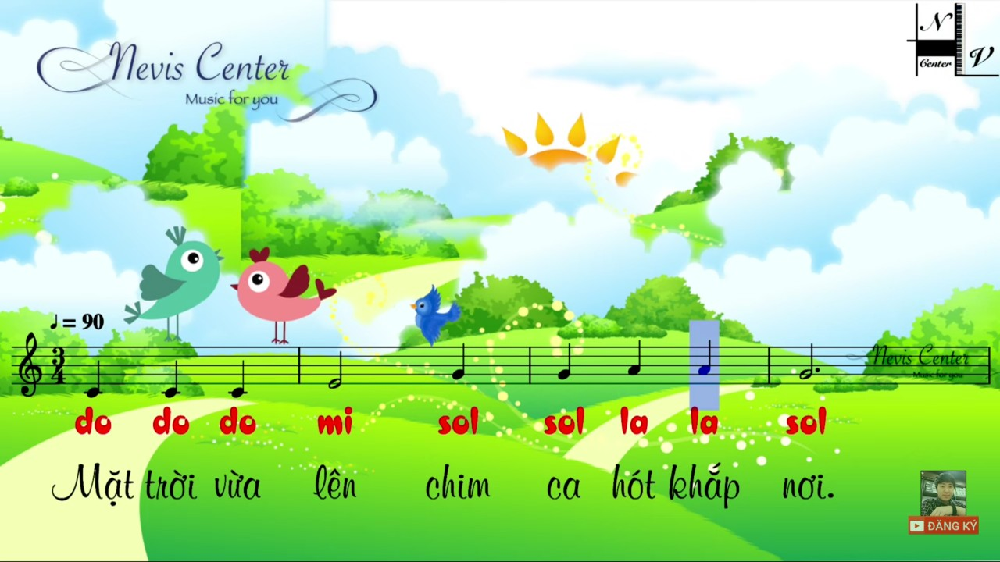 Nevis Center
Music for you
N
Center V
♩ = 90
3
4
Nevis Center
Music for you
do do do mi sol sol la la sol
Mặt trời vừa lên chim ca hót khắp nơi.
ĐĂNG KÝ